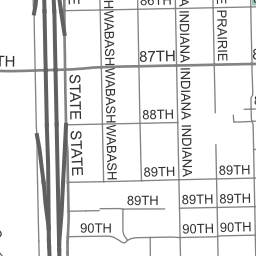 86TH
WABASH WABASH WABASH
INDIANA INDIANA INDIANA
PRAIRIE
87TH
TH
STATE STATE
88TH
89TH
89TH
89TH
89TH 89TH
90TH
90TH 90TH